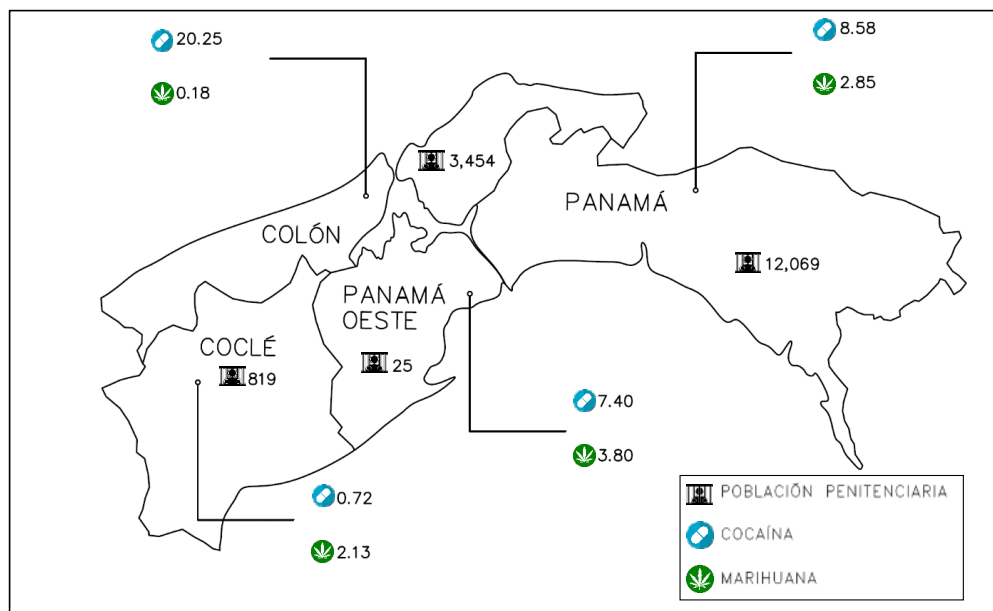 20.25
0.18
8.58
2.85
3,454
PANAMÁ
COLÓN
12,069
PANAMÁ
OESTE
25
COCLÉ
819
7.40
3.80
0.72
2.13
POBLACIÓN PENITENCIARIA
COCAÍNA
MARIHUANA